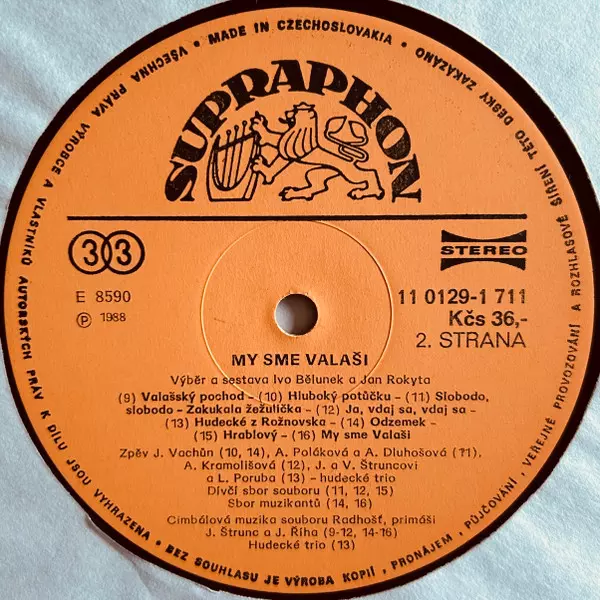 • MADE IN CZECHOSLOVAKIA • VŠECHNA PRÁVA VÝROBCE A VLASTNÍKŮ AUTORSKÝCH PRÁV K DÍLU JSOU VYHRAZENA • BEZ SOUHLASU JE VÝROBA KOPIÍ, PRONÁJEM, PŮJČOVÁNÍ, VEŘEJNÉ PROVOZOVÁNÍ A ROZHLASOVÉ ŠÍŘENÍ TÉTO DESKY ZAKÁZÁNO
SUPRAPHON
33
STEREO
E 8590
℗ 1988
11 0129-1 711
Kčs 36,-
2. STRANA
MY SME VALAŠI
Výběr a sestava Ivo Bělunek a Jan Rokyta
(9) Valašský pochod - (10) Hluboký potůčku - (11) Slobodo,
slobodo - Zakukala žežulička - (12) Ja, vdaj sa, vdaj sa -
(13) Hudecké z Rožnovska - (14) Odzemek -
(15) Hrablový - (16) My sme Valaši
Zpěv J. Vachůn (10, 14), A. Poláková a A. Dluhošová (?1),
A. Kramolišová (12), J. a V. Štruncovi
a L. Poruba (13) - hudecké trio
Dívčí sbor souboru (11, 12, 15)
Sbor muzikantů (14, 16)
Cimbálová muzika souboru Radhošť, primáši
J. Štrunc a J. Říha (9-12, 14-16)
Hudecké trio (13)